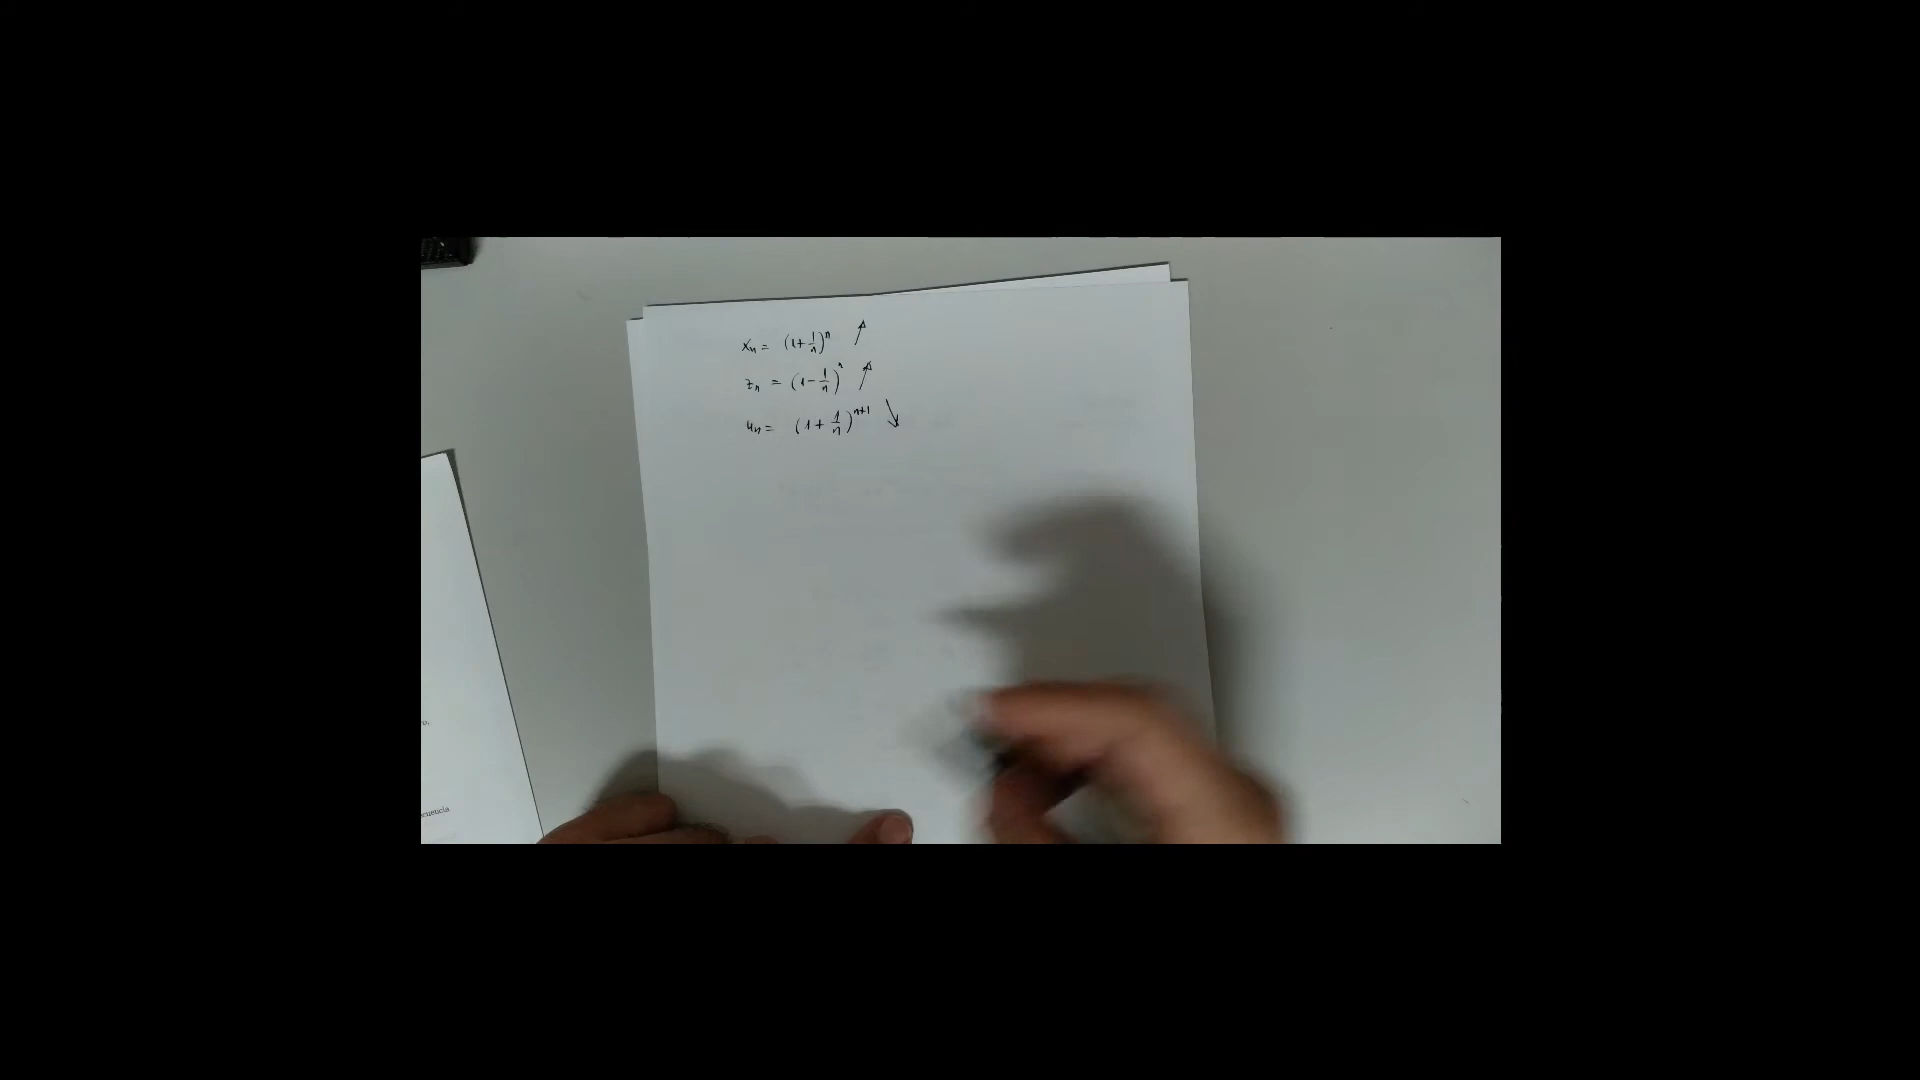 xₙ = (1+1/n)ⁿ ↗
zₙ = (1-1/n)ⁿ ↗
uₙ = (1+1/n)ⁿ⁺¹ ↘